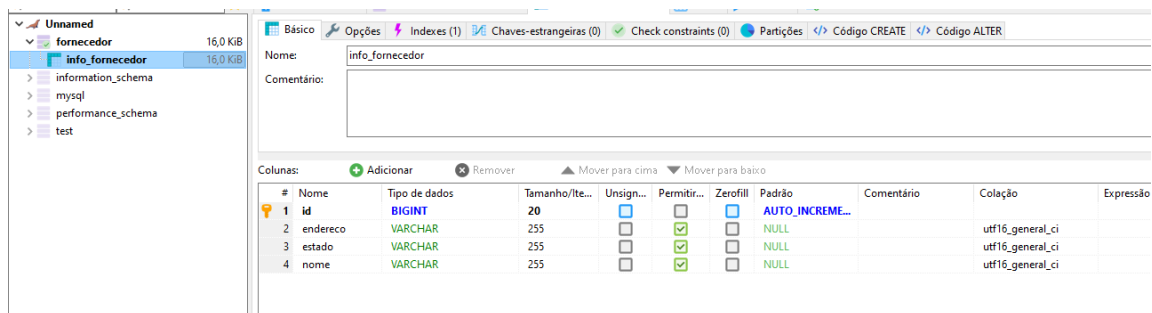 Unnamed
fornecedor 16,0 KiB
info_fornecedor 16,0 KiB
information_schema
mysql
performance_schema
test
Básico Opções Indexes (1) Chaves-estrangeiras (0) Check constraints (0) Partições </> Código CREATE </> Código ALTER
Nome: info_fornecedor
Comentário:
Colunas: Adicionar Remover Mover para cima Mover para baixo
# Nome Tipo de dados Tamanho/Ite... Unsign... Permitir... Zerofill Padrão Comentário Colação Expressão
1 id BIGINT 20 AUTO_INCREME...
2 endereco VARCHAR 255 NULL utf16_general_ci
3 estado VARCHAR 255 NULL utf16_general_ci
4 nome VARCHAR 255 NULL utf16_general_ci